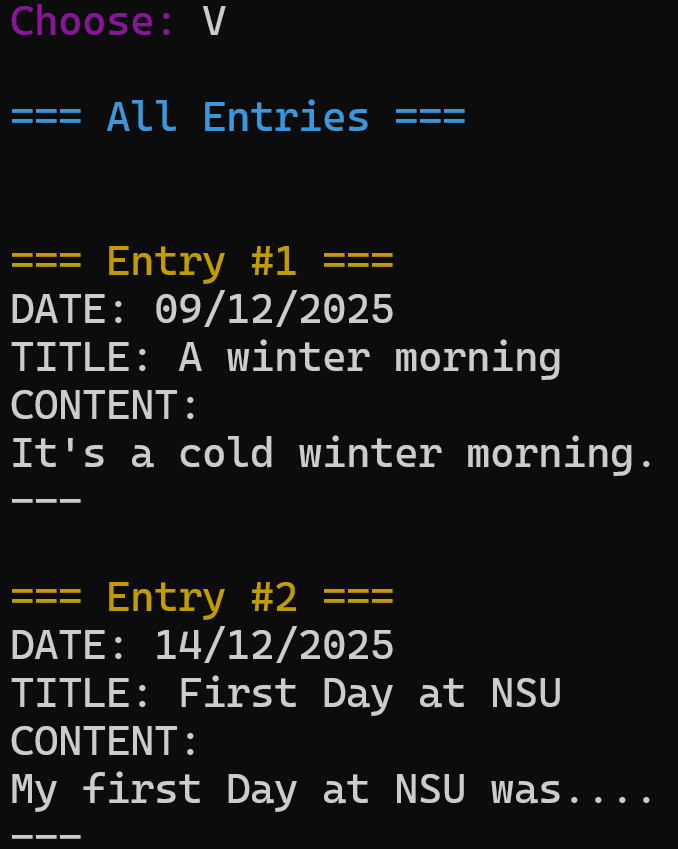 Choose: V
=== All Entries ===
=== Entry #1 ===
DATE: 09/12/2025
TITLE: A winter morning
CONTENT:
It's a cold winter morning.
---
=== Entry #2 ===
DATE: 14/12/2025
TITLE: First Day at NSU
CONTENT:
My first Day at NSU was....
---